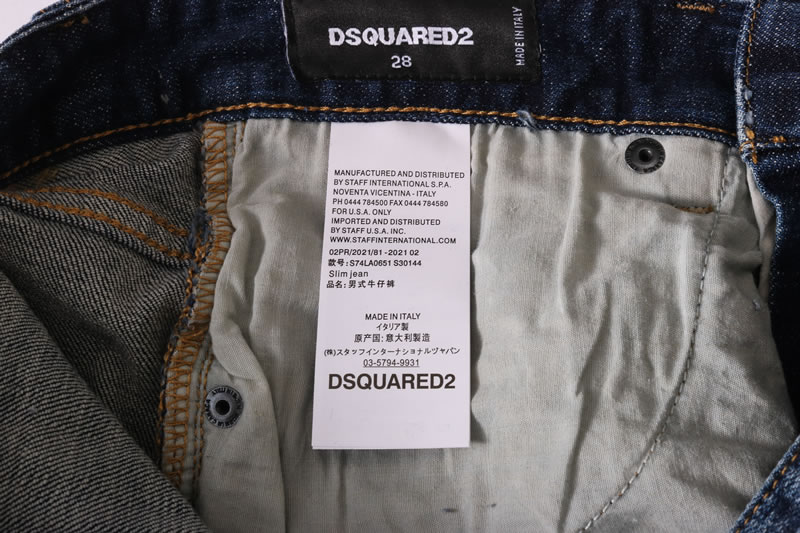 DSQUARED2
28
MADE IN ITALY
MANUFACTURED AND DISTRIBUTED
BY STAFF INTERNATIONAL S.P.A.
NOVENTA VICENTINA - ITALY
PH 0444 784500 FAX 0444 784580
FOR U.S.A. ONLY
IMPORTED AND DISTRIBUTED
BY STAFF U.S.A. INC.
WWW.STAFFINTERNATIONAL.COM
02PR/2021/81-2021 02
款号: S74LA0651 S30144
Slim jean
品名: 男式牛仔裤
MADE IN ITALY
イタリア製
原产国: 意大利製造
(株)スタッフインターナショナルヅャパン
03-5794-9931
DSQUARED2